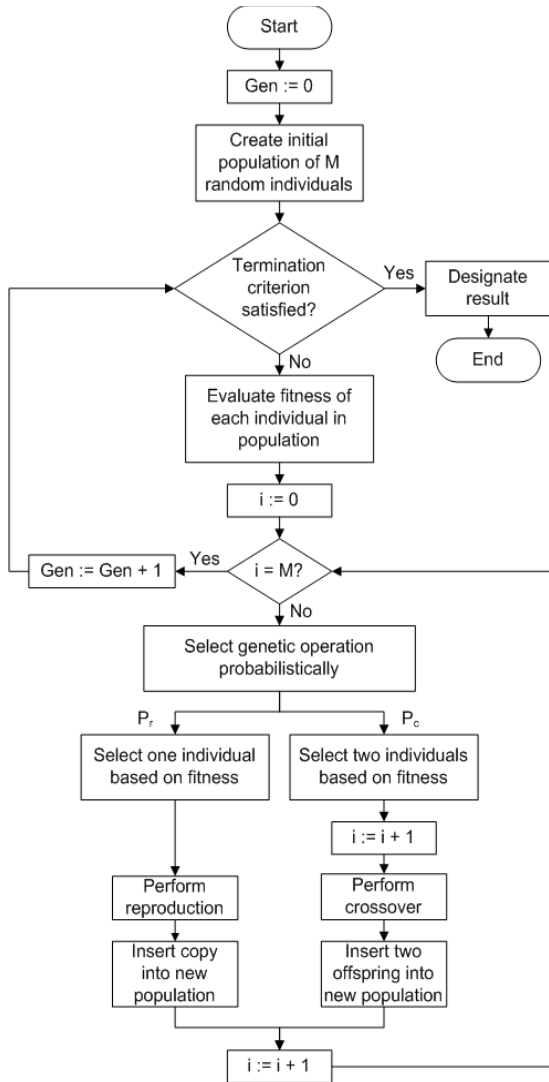 Start
Gen := 0
Create initial
population of M
random individuals
Termination
criterion
satisfied?
Yes
Designate
result
End
No
Evaluate fitness of
each individual in
population
i := 0
Gen := Gen + 1
Yes
i = M?
No
Select genetic operation
probabilistically
Pr
Pc
Select one individual
based on fitness
Select two individuals
based on fitness
i := i + 1
Perform
reproduction
Perform
crossover
Insert copy
into new
population
Insert two
offspring into
new population
i := i + 1